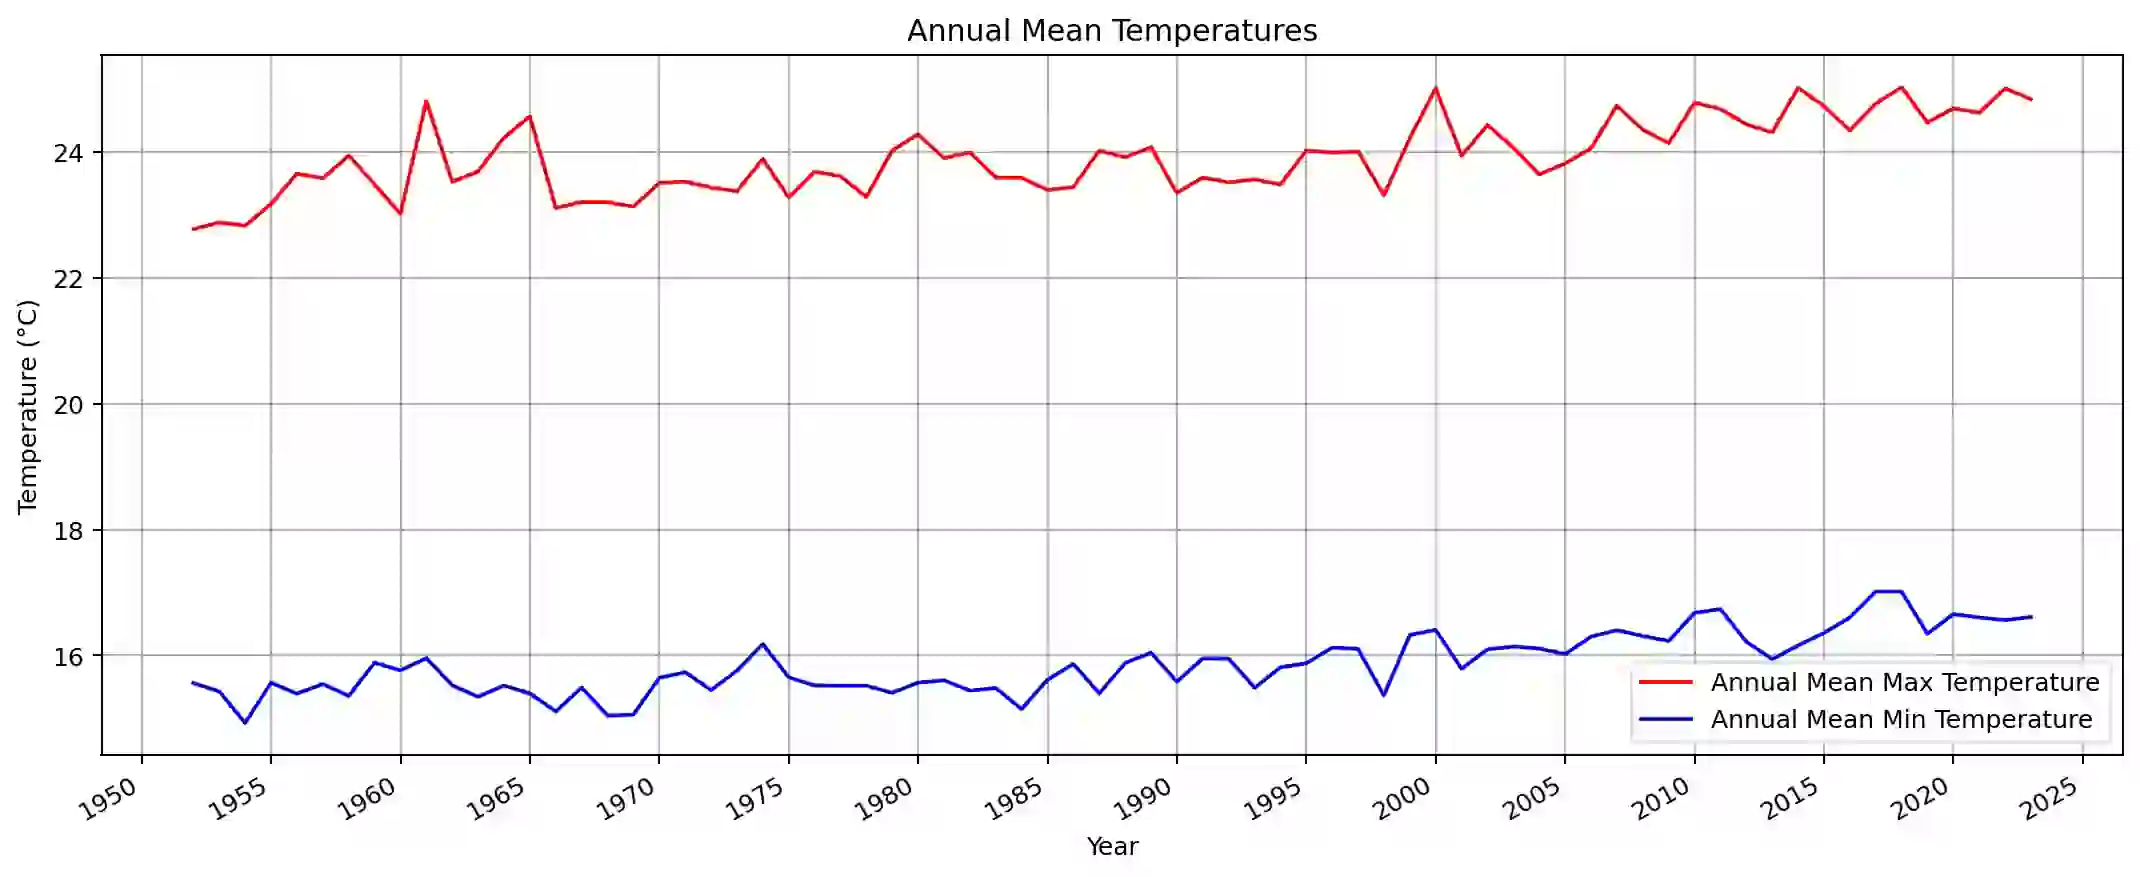 Annual Mean Temperatures
Temperature (°C)
24
22
20
18
16
Annual Mean Max Temperature
Annual Mean Min Temperature
1950 1955 1960 1965 1970 1975 1980 1985 1990 1995 2000 2005 2010 2015 2020 2025
Year